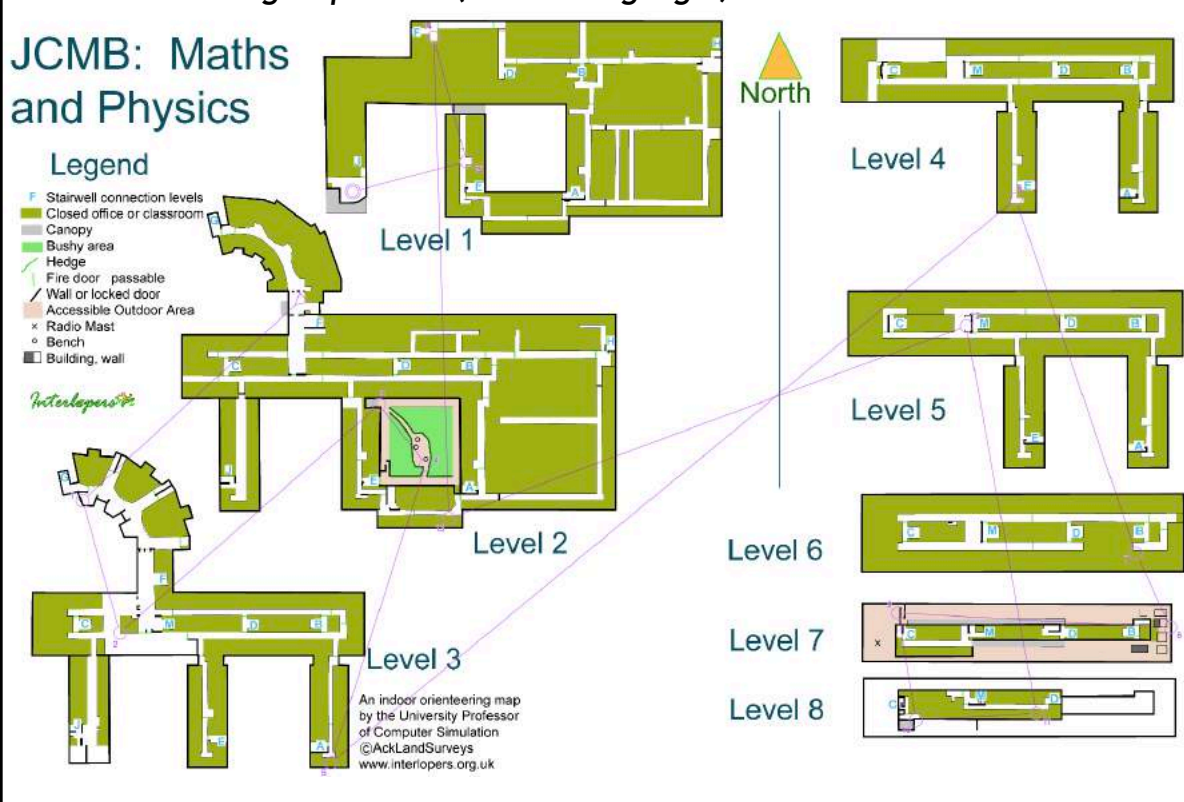 JCMB: Maths
and Physics
Legend
F Stairwell connection levels
Closed office or classroom
Canopy
Bushy area
Hedge
Fire door passable
Wall or locked door
Accessible Outdoor Area
x Radio Mast
Bench
Building, wall
Interlopers
Level 1
Level 2
Level 3
An indoor orienteering map
by the University Professor
of Computer Simulation
©AckLandSurveys
www.interlopers.org.uk
North
Level 4
Level 5
Level 6
Level 7
Level 8
F
D
B
H
J
E
A
G
F
C
D
B
H
J
E
A
G
F
C
M
D
B
2
J
E
A
C
M
D
B
E
A
C
M
D
B
E
A
C
M
D
B
C
M
D
B
C
M
D